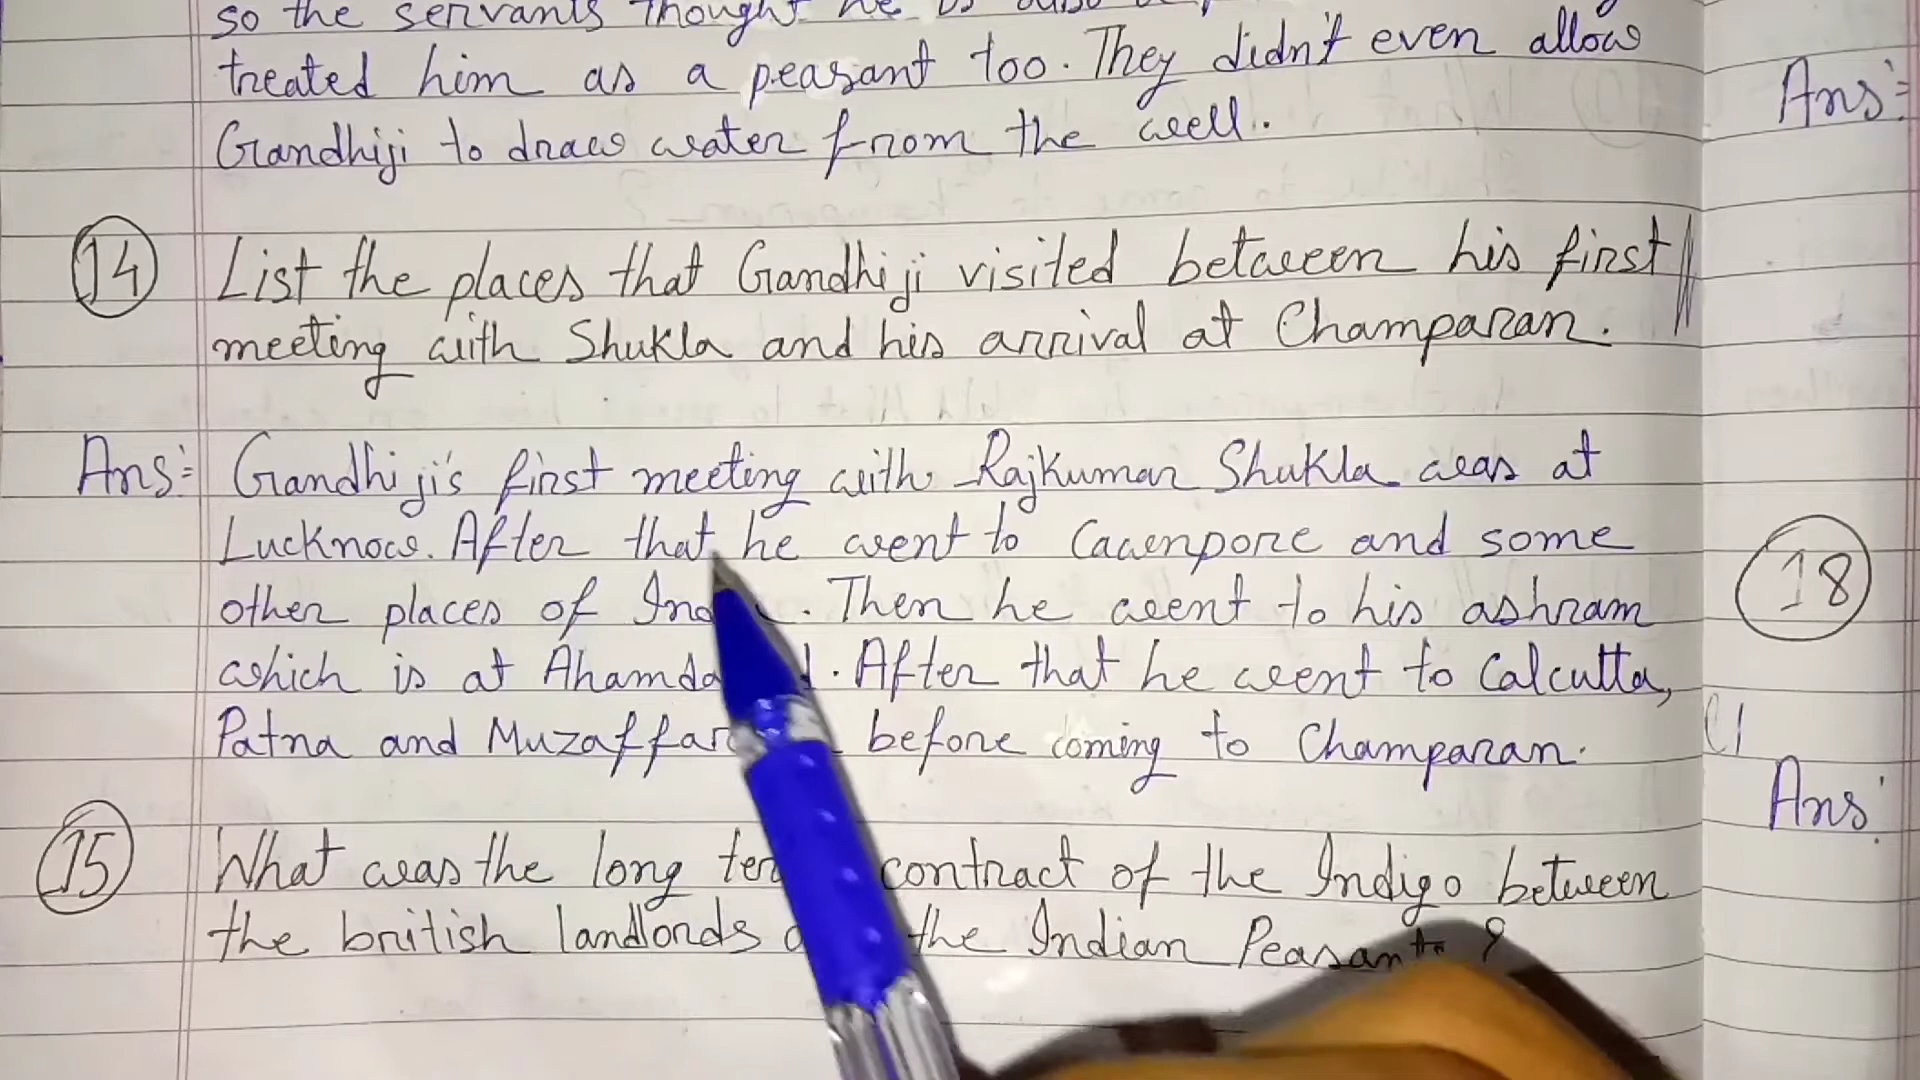 so the servants thought he is also
treated him as a peasant too. They didn't even allow
Gandhiji to draw water from the well.
14 List the places that Gandhiji visited between his first
meeting with Shukla and his arrival at Champaran.
Ans:- Gandhiji's first meeting with Rajkumar Shukla was at
Lucknow. After that he went to Cawnpore and some
other places of. Then he went to his ashram
which is at. After that he went to Calcutta,
Patna and before coming to Champaran.
15 What was the long contract of the Indigo between
the british landlords the Indian Peasants?
Ans:-
18
Ans: